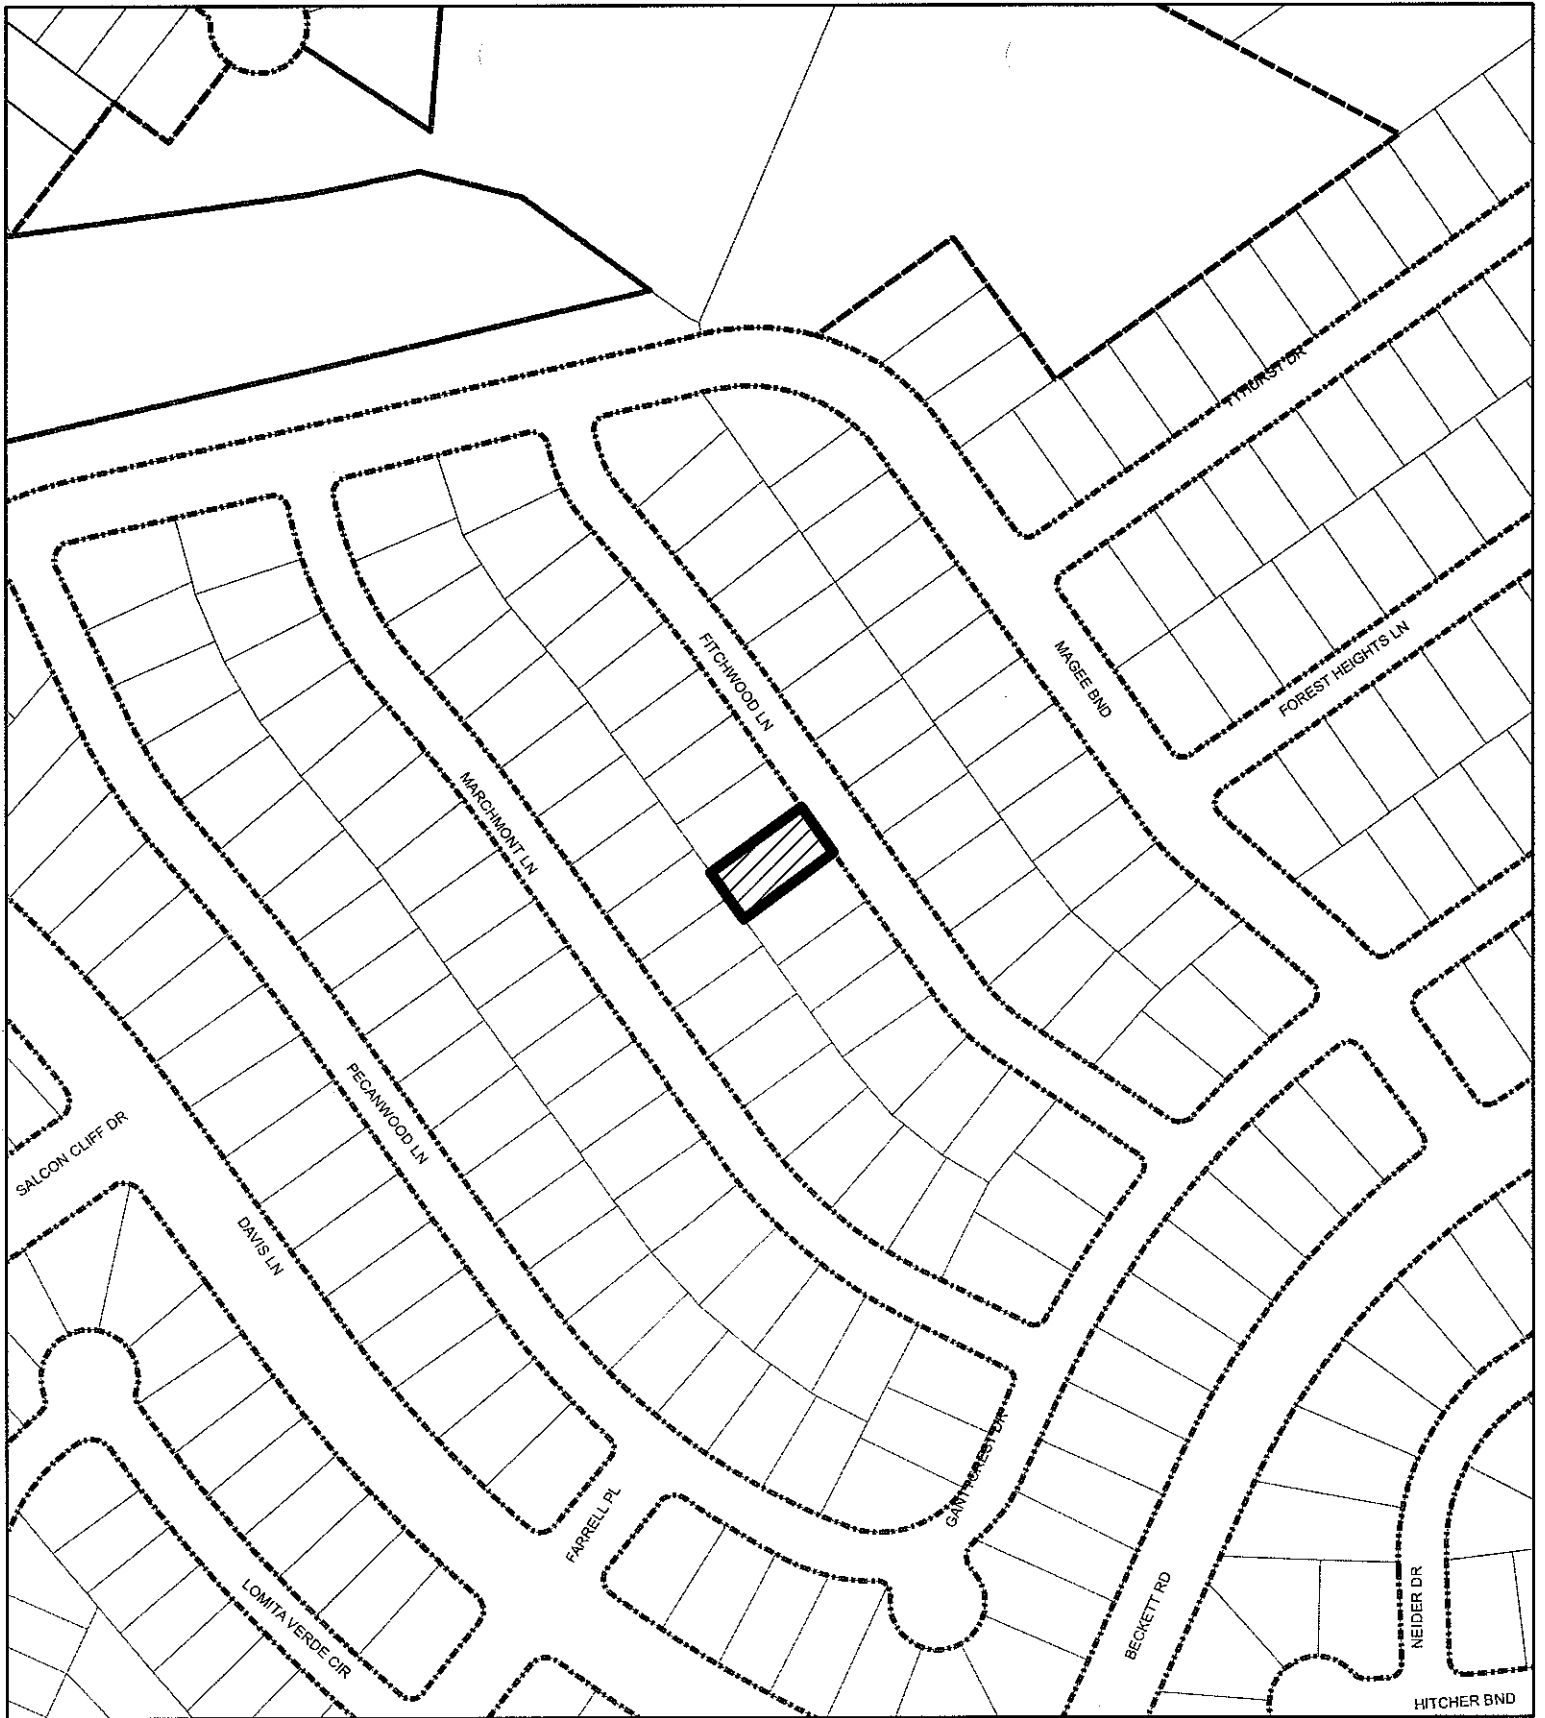 FOREST HEIGHTS LN
MAGEE BND
FITCHWOOD LN
MARCHMONT LN
PECANWOOD LN
SALCON CLIFF DR
DAVIS LN
GANTTCREST DR
FARRELL PL
LOMITA VERDE CIR
BECKETT RD
NEIDER DR
HITCHER BND